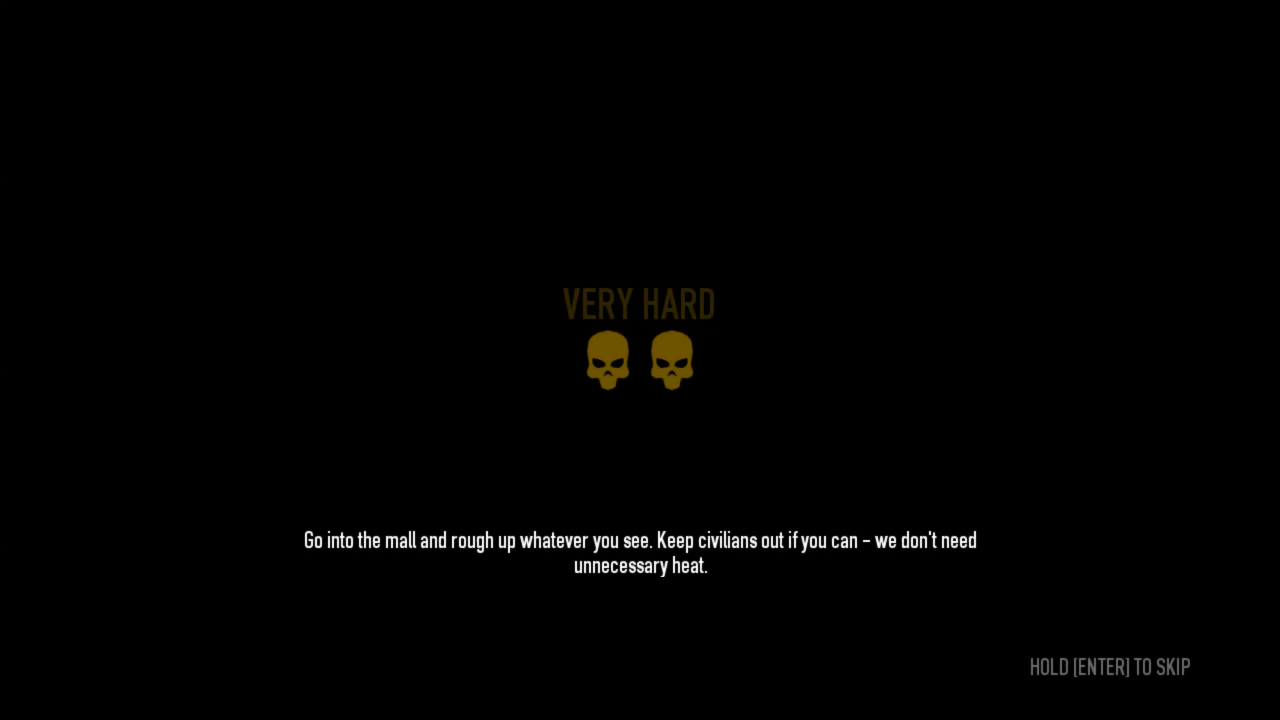 VERY HARD
Go into the mall and rough up whatever you see. Keep civilians out if you can - we don't need
unnecessary heat.
HOLD [ENTER] TO SKIP